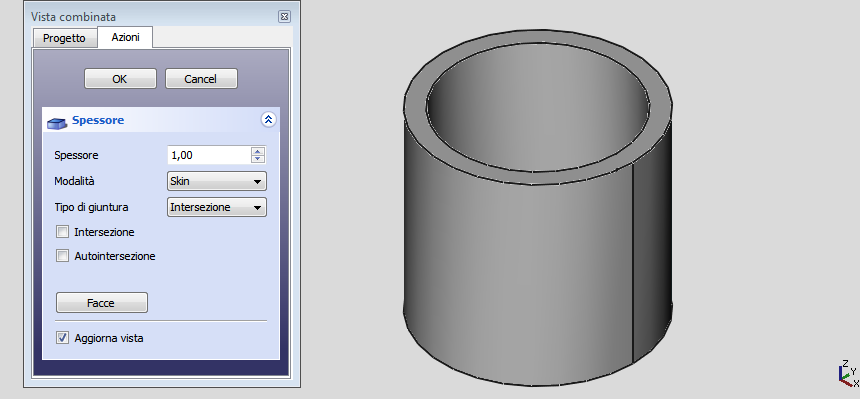 Vista combinata
Progetto Azioni
OK Cancel
Spessore
Spessore 1,00
Modalità Skin
Tipo di giuntura Intersezione
Intersezione
Autointersezione
Facce
Aggiorna vista
Z
Y
X